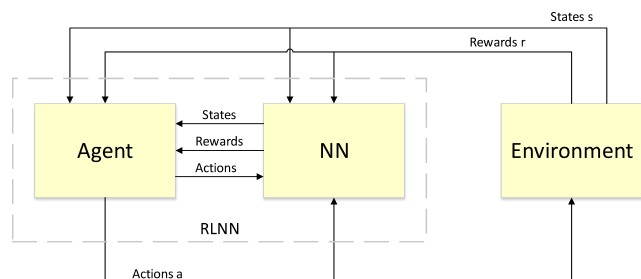 States s
Rewards r
States
Agent
Rewards
NN
Environment
Actions
RLNN
Actions a